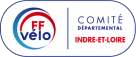 FF
vélo
COMITÉ
DÉPARTEMENTAL
INDRE-ET-LOIRE